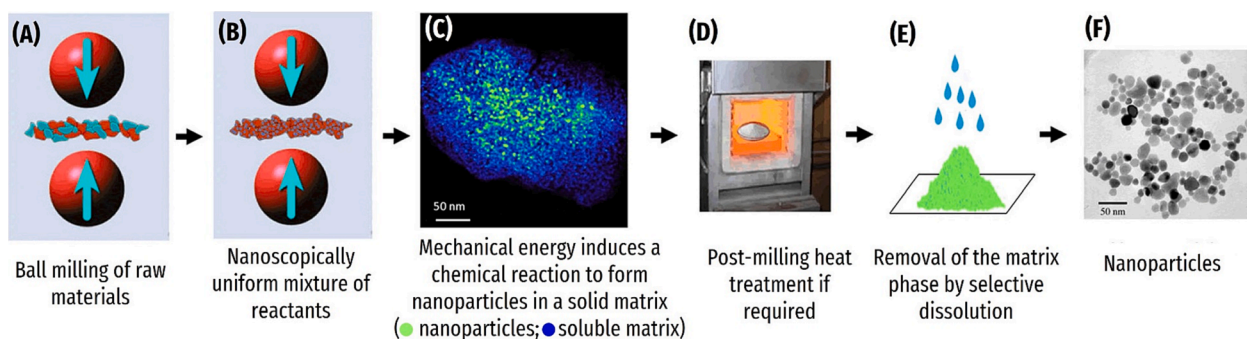 (A)
(B)
(C)
(D)
(E)
(F)
50 nm
50 nm
Ball milling of raw
materials
Nanoscopically
uniform mixture of
reactants
Mechanical energy induces a
chemical reaction to form
nanoparticles in a solid matrix
(● nanoparticles; ● soluble matrix)
Post-milling heat
treatment if
required
Removal of the matrix
phase by selective
dissolution
Nanoparticles